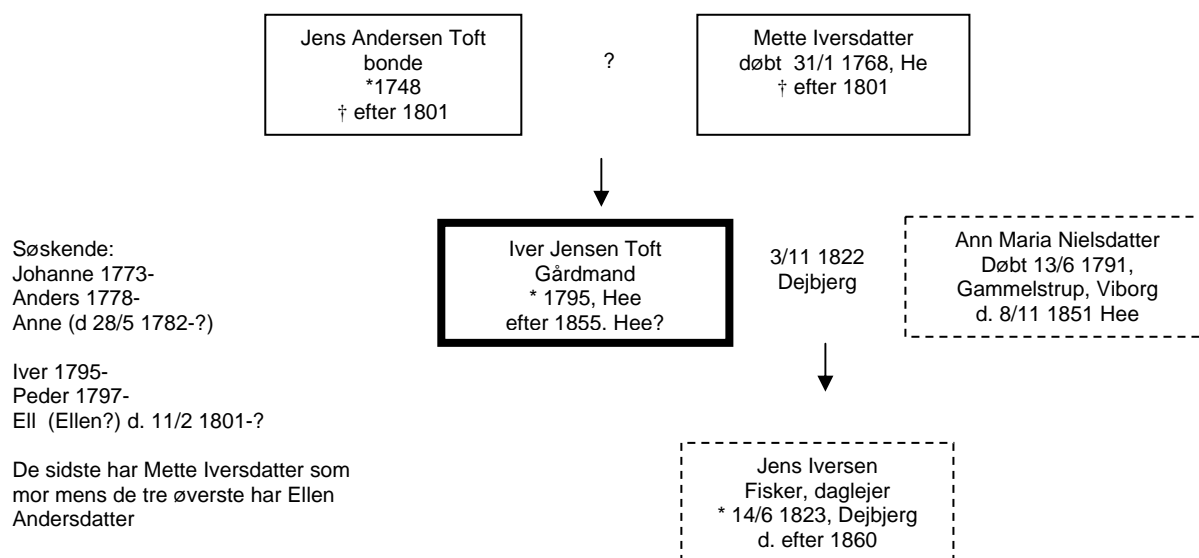 Jens Andersen Toft
bonde
*1748
† efter 1801
?
Mette Iversdatter
døbt  31/1 1768, He
† efter 1801
Søskende:
Johanne 1773-
Anders 1778-
Anne (d 28/5 1782-?)
Iver 1795-
Peder 1797-
Ell  (Ellen?) d. 11/2 1801-?
De sidste har Mette Iversdatter som
mor mens de tre øverste har Ellen
Andersdatter
Iver Jensen Toft
Gårdmand
* 1795, Hee
efter 1855. Hee?
3/11 1822
Dejbjerg
Ann Maria Nielsdatter
Døbt 13/6 1791,
Gammelstrup, Viborg
d. 8/11 1851 Hee
Jens Iversen
Fisker, daglejer
* 14/6 1823, Dejbjerg
d. efter 1860